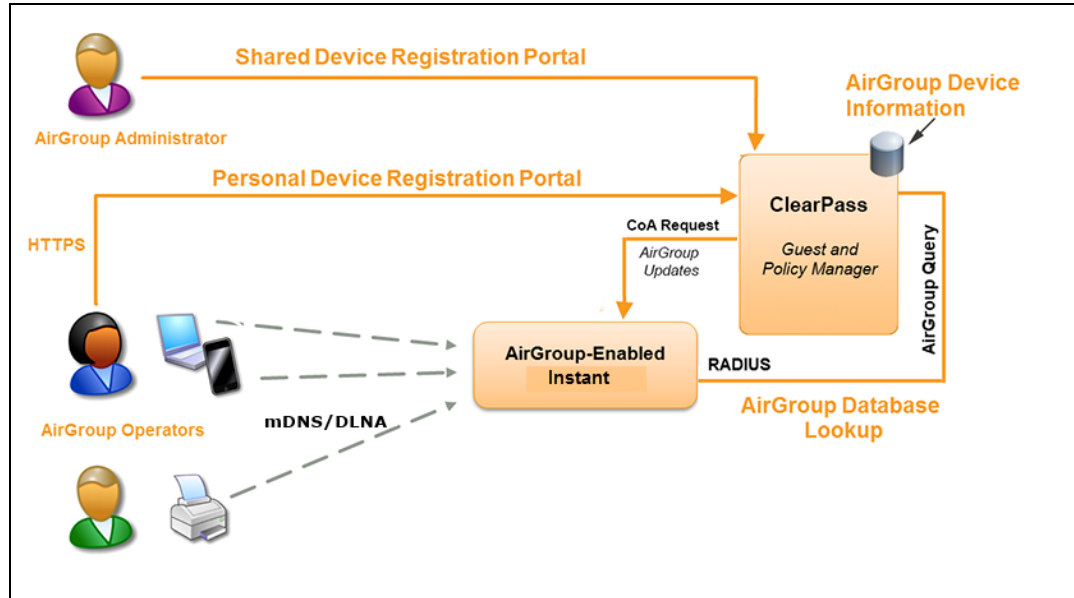 Shared Device Registration Portal
AirGroup Device
Information
AirGroup Administrator
Personal Device Registration Portal
ClearPass
Guest and
Policy Manager
HTTPS
CoA Request
AirGroup
Updates
AirGroup Query
AirGroup-Enabled
Instant
RADIUS
AirGroup Database
Lookup
mDNS/DLNA
AirGroup Operators